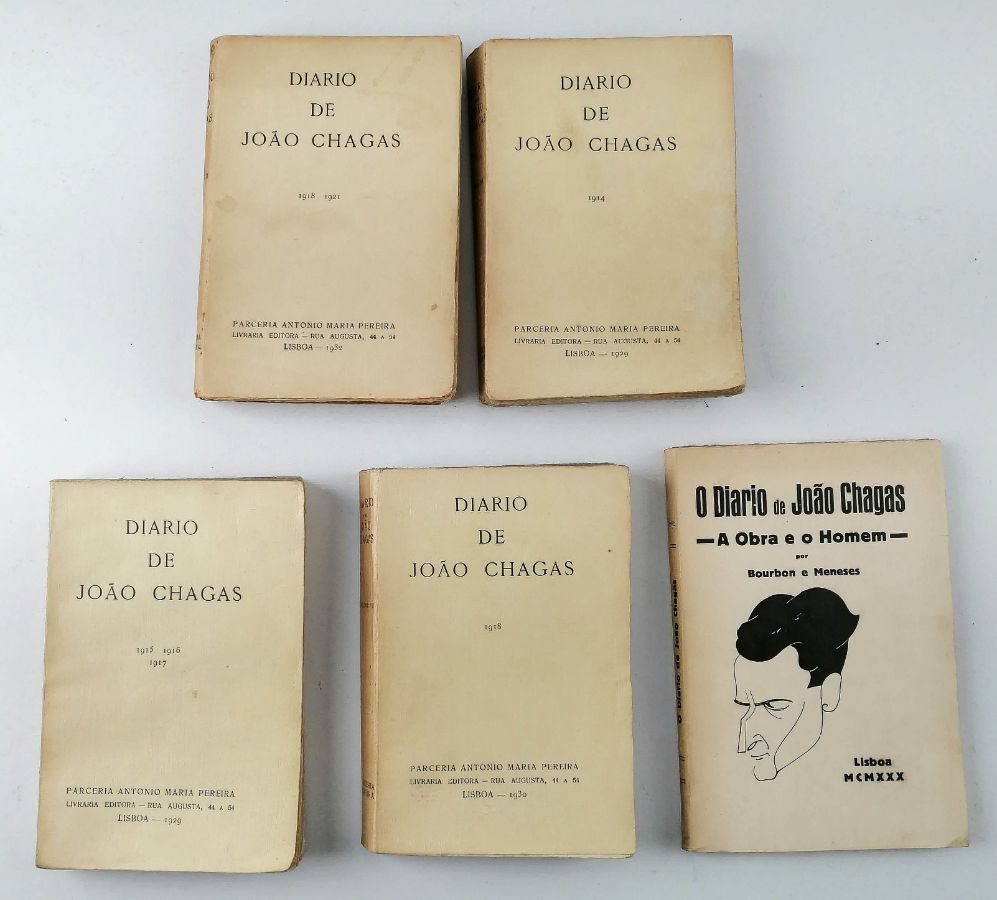 DIARIO
DE
JOÃO CHAGAS
1918 1921
PARCERIA ANTONIO MARIA PEREIRA
LIVRARIA EDITORA — RUA AUGUSTA, 44 A 54
LISBOA — 1932
DIARIO
DE
JOÃO CHAGAS
1914
PARCERIA ANTONIO MARIA PEREIRA
LIVRARIA EDITORA — RUA AUGUSTA, 44 A 54
LISBOA — 1929
DIARIO
DE
JOÃO CHAGAS
1915 1916
1917
PARCERIA ANTONIO MARIA PEREIRA
LIVRARIA EDITORA — RUA AUGUSTA, 44 A 54
LISBOA — 1929
DIARIO
DE
JOÃO CHAGAS
1918
PARCERIA ANTONIO MARIA PEREIRA
LIVRARIA EDITORA — RUA AUGUSTA, 44 A 54
LISBOA — 1930
O Diario de João Chagas
O Diario de João Chagas
— A Obra e o Homem —
por
Bourbon e Meneses
Lisboa
MCMXXX